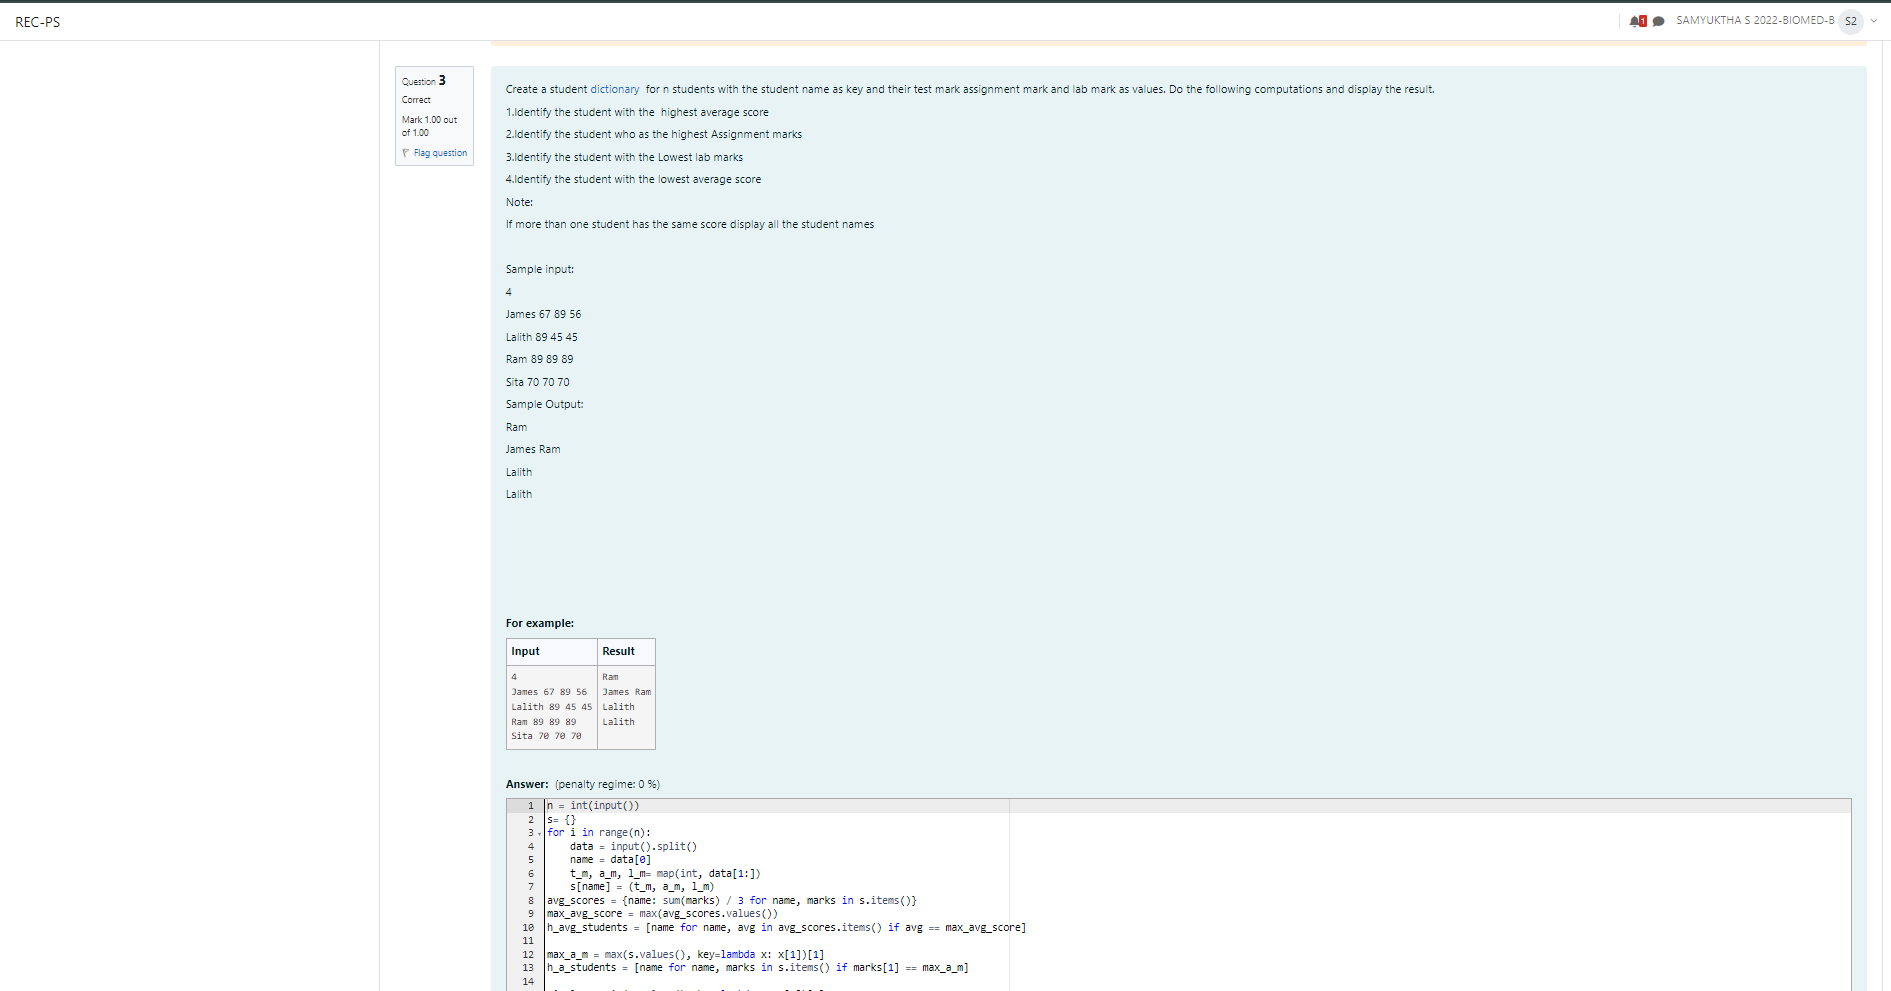 REC-PS
1
SAMYUKTHA S 2022-BIOMED-B S2
Question 3
Correct
Mark 1.00 out
of 1.00
Flag question
Create a student dictionary for n students with the student name as key and their test mark assignment mark and lab mark as values. Do the following computations and display the result.
1.Identify the student with the highest average score
2.Identify the student who as the highest Assignment marks
3.Identify the student with the Lowest lab marks
4.Identify the student with the lowest average score
Note:
If more than one student has the same score display all the student names
Sample input:
4
James 67 89 56
Lalith 89 45 45
Ram 89 89 89
Sita 70 70 70
Sample Output:
Ram
James Ram
Lalith
Lalith
For example:
Input Result
4 Ram
James 67 89 56 James Ram
Lalith 89 45 45 Lalith
Ram 89 89 89 Lalith
Sita 70 70 70
Answer: (penalty regime: 0 %)
1 n = int(input())
2 s= {}
3 for i in range(n):
4 data = input().split()
5 name = data[0]
6 t_m, a_m, l_m= map(int, data[1:])
7 s[name] = (t_m, a_m, l_m)
8 avg_scores = {name: sum(marks) / 3 for name, marks in s.items()}
9 max_avg_score = max(avg_scores.values())
10 h_avg_students = [name for name, avg in avg_scores.items() if avg == max_avg_score]
11
12 max_a_m = max(s.values(), key=lambda x: x[1])[1]
13 h_a_students = [name for name, marks in s.items() if marks[1] == max_a_m]
14